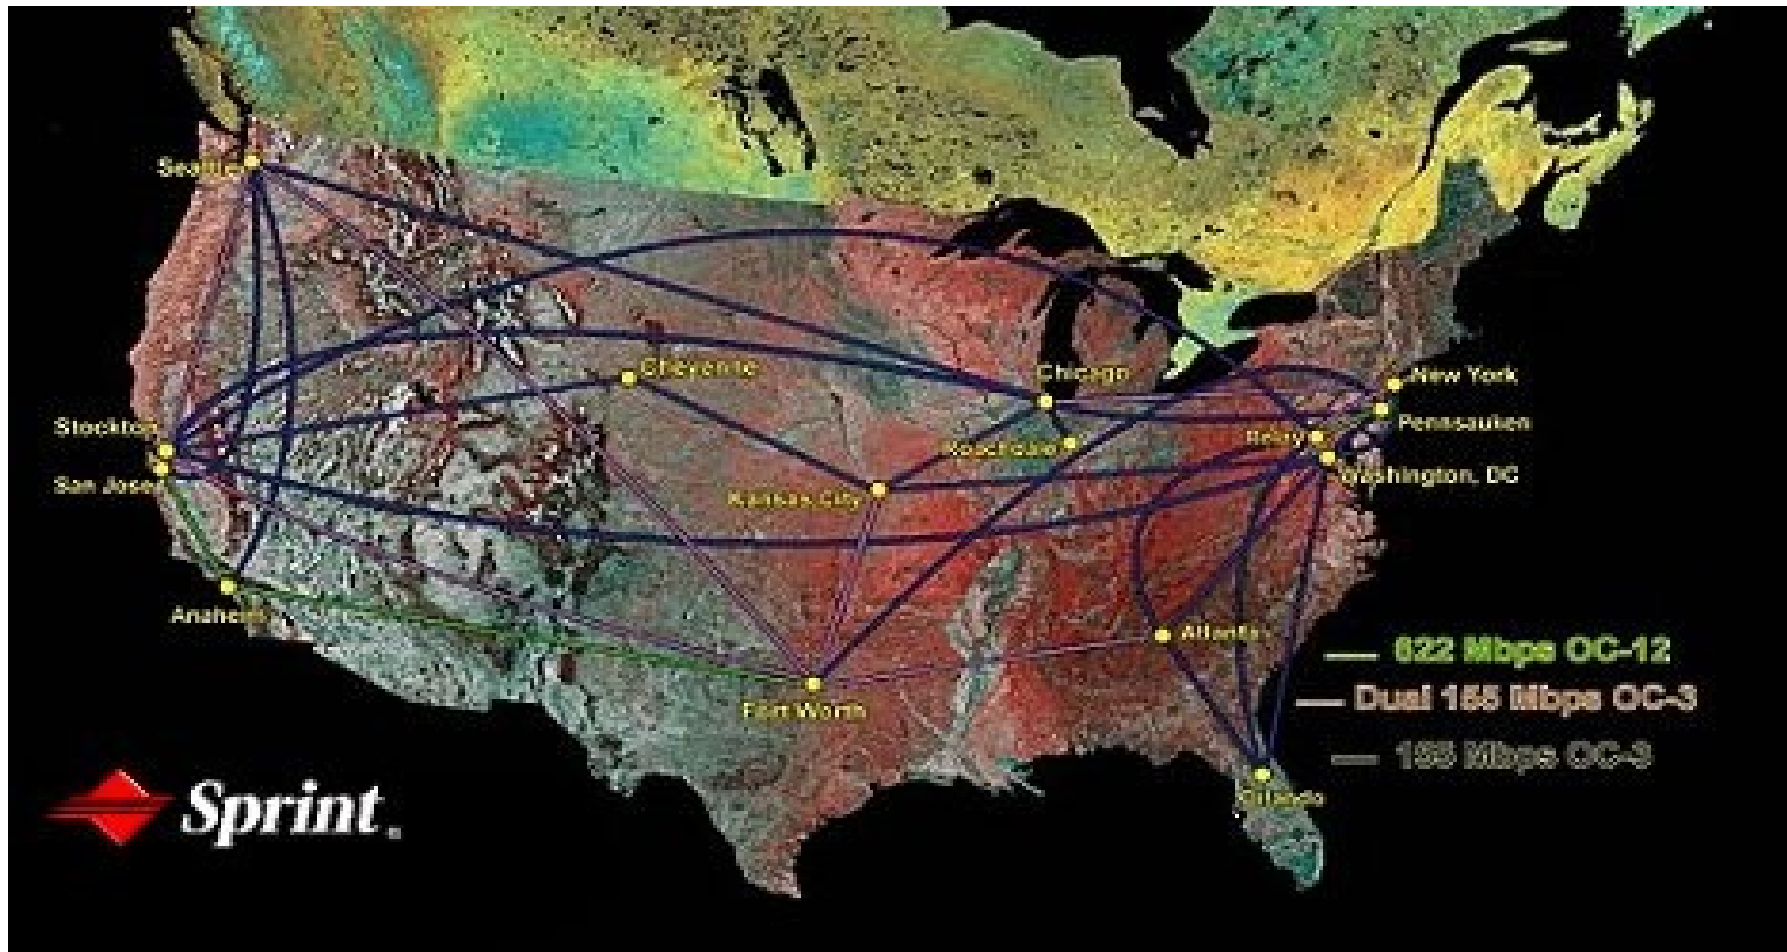 Seattle
Cheyenne
Chicago
New York
Stockton
Pennsauken
Relay
Roachdale
San Jose
Washington, DC
Kansas City
Anaheim
Atlanta
622 Mbps OC-12
Dual 155 Mbps OC-3
Fort Worth
155 Mbps OC-3
Orlando
Sprint